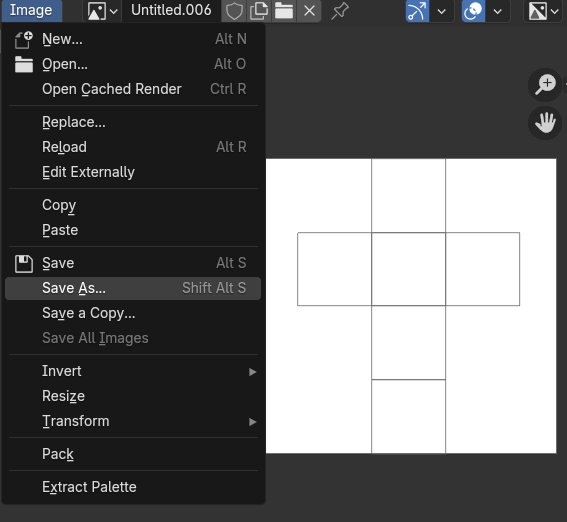 Image Untitled.006
New... Alt N
Open... Alt O
Open Cached Render Ctrl R
Replace...
Reload Alt R
Edit Externally
Copy
Paste
Save Alt S
Save As... Shift Alt S
Save a Copy...
Save All Images
Invert
Resize
Transform
Pack
Extract Palette